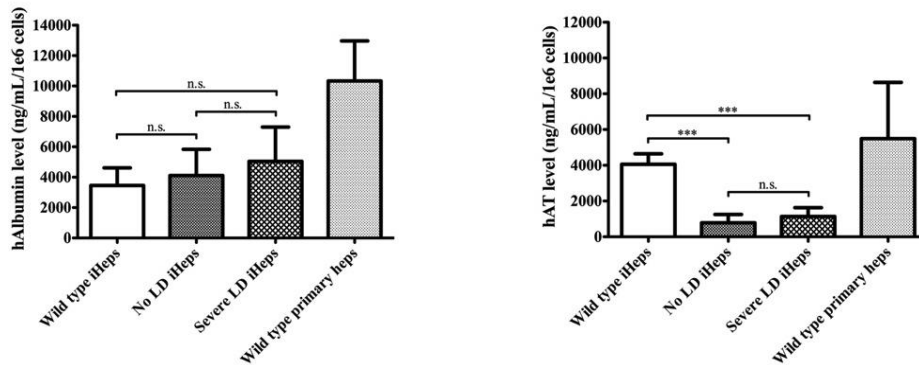 hAlbumin level (ng/mL/1e6 cells)
14000
12000
10000
8000
6000
4000
2000
0
n.s.
n.s.
n.s.
Wild type iHeps
No LD iHeps
Severe LD iHeps
Wild type primary heps
hAT level (ng/mL/1e6 cells)
12000
10000
8000
6000
4000
2000
0
***
***
n.s.
Wild type iHeps
No LD iHeps
Severe LD iHeps
Wild type primary heps